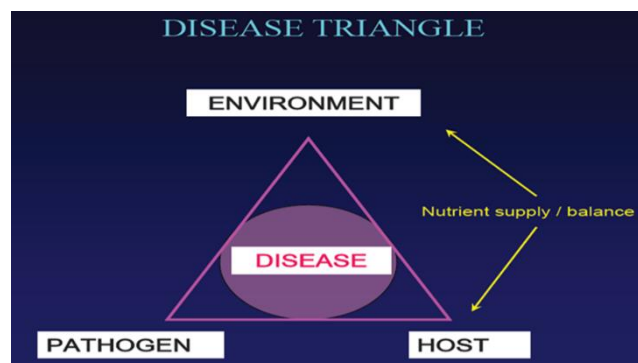 DISEASE TRIANGLE
ENVIRONMENT
Nutrient supply / balance
DISEASE
PATHOGEN
HOST